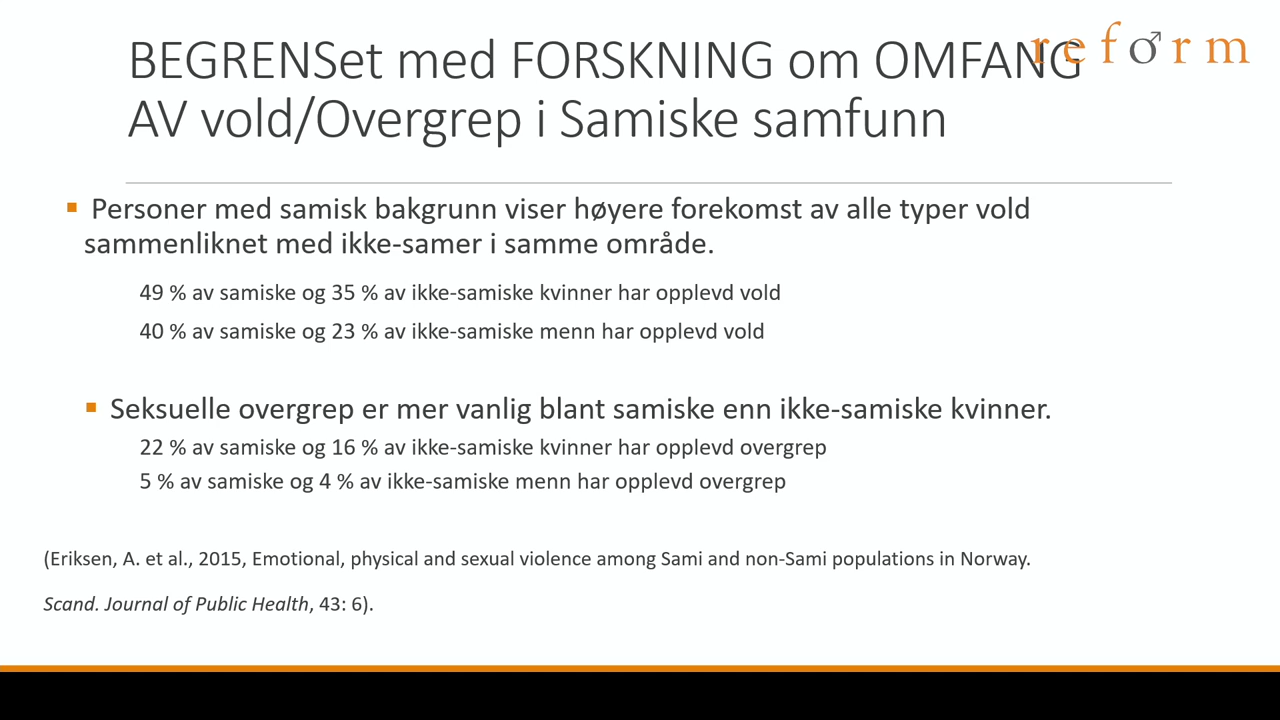 reform
BEGRENSet med FORSKNING om OMFANG
AV vold/Overgrep i Samiske samfunn
Personer med samisk bakgrunn viser høyere forekomst av alle typer vold
sammenliknet med ikke-samer i samme område.
49 % av samiske og 35 % av ikke-samiske kvinner har opplevd vold
40 % av samiske og 23 % av ikke-samiske menn har opplevd vold
Seksuelle overgrep er mer vanlig blant samiske enn ikke-samiske kvinner.
22 % av samiske og 16 % av ikke-samiske kvinner har opplevd overgrep
5 % av samiske og 4 % av ikke-samiske menn har opplevd overgrep
(Eriksen, A. et al., 2015, Emotional, physical and sexual violence among Sami and non-Sami populations in Norway.
Scand. Journal of Public Health, 43: 6).